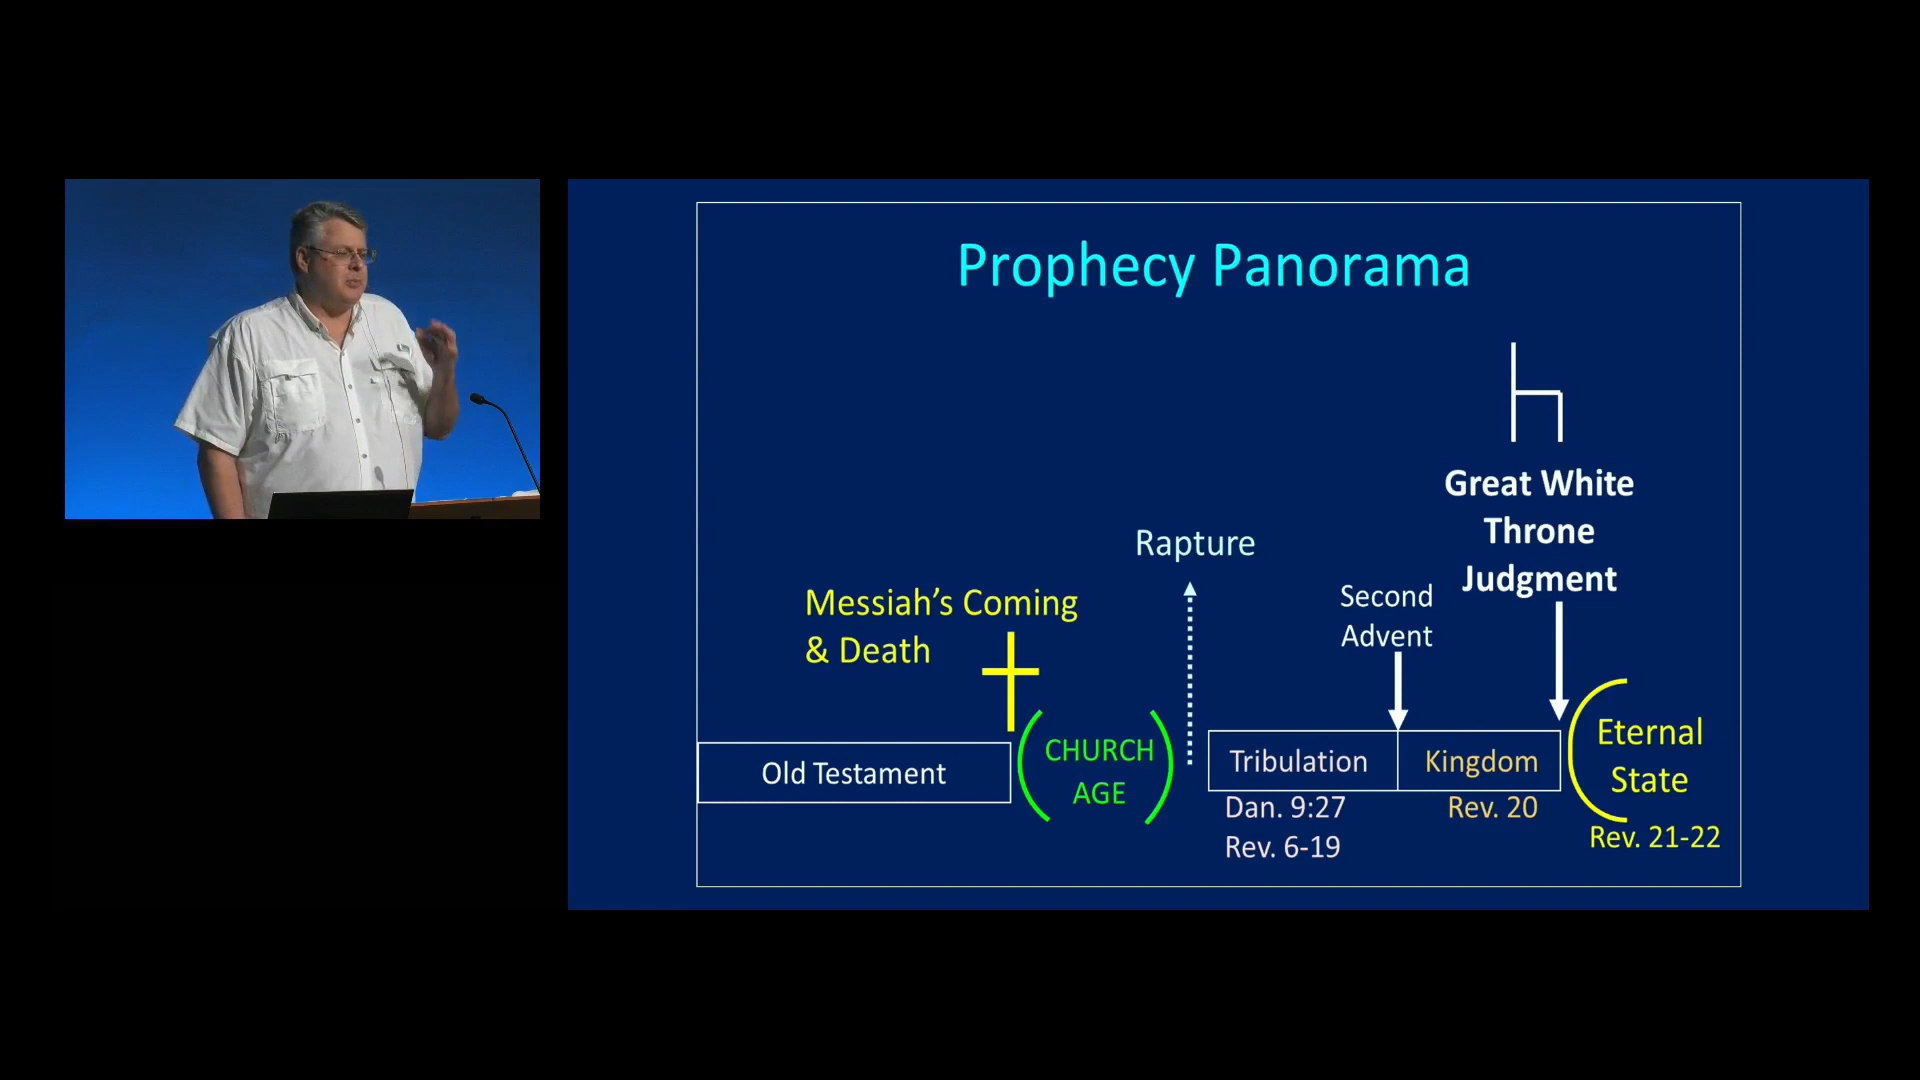 Prophecy Panorama
Great White
Throne
Judgment
Rapture
Second
Advent
Messiah's Coming
& Death
Old Testament
CHURCH
AGE
Tribulation
Kingdom
Eternal
State
Dan. 9:27
Rev. 6-19
Rev. 20
Rev. 21-22